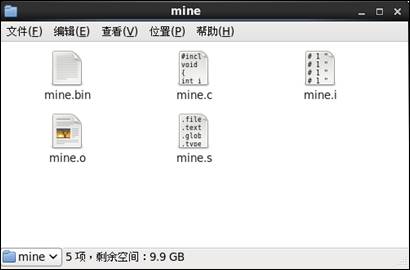 mine
文件(F) 编辑(E) 查看(V) 位置(P) 帮助(H)
#incl
void
{
int i
# 1 "
# 1 "
# 1 "
# 1 "
mine.bin mine.c mine.i
.file
.text
.glob
.type
mine.o mine.s
mine 5 项，剩余空间：9.9 GB